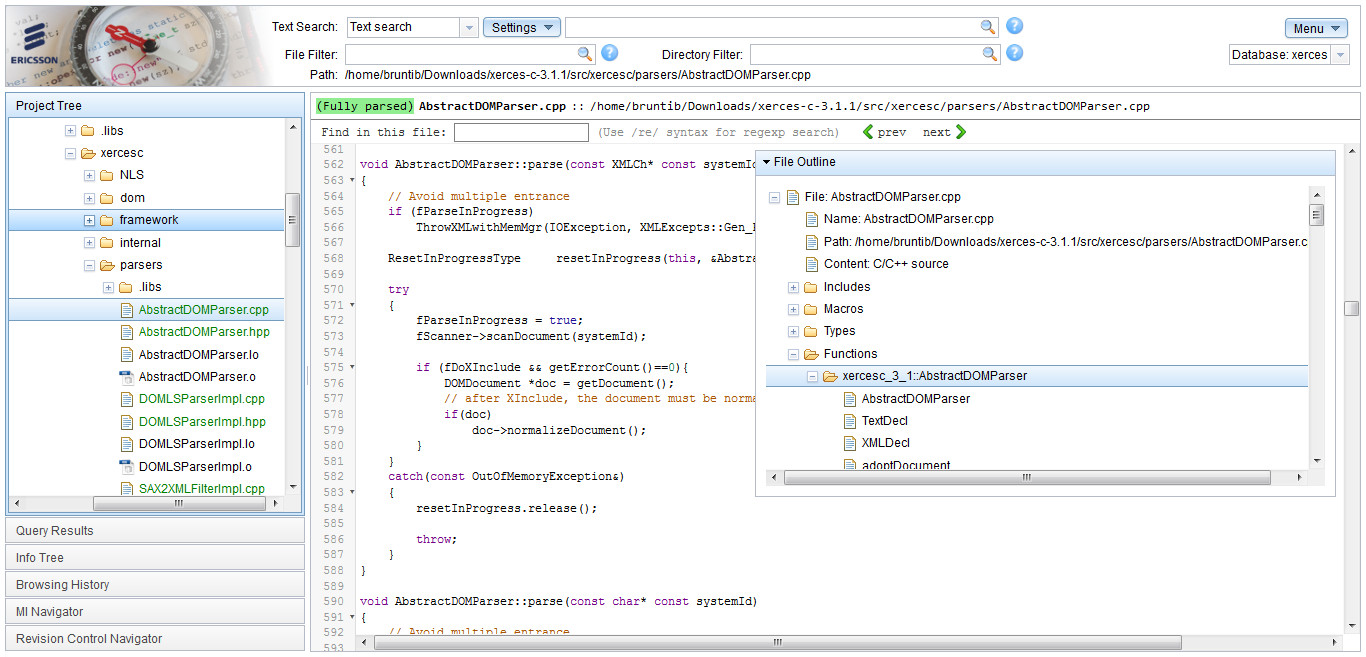 ERICSSON
Text Search: Text search Settings
Menu
File Filter: Directory Filter:
Database: xerces
Path: /home/bruntib/Downloads/xerces-c-3.1.1/src/xercesc/parsers/AbstractDOMParser.cpp
Project Tree
.libs
xercesc
NLS
dom
framework
internal
parsers
.libs
AbstractDOMParser.cpp
AbstractDOMParser.hpp
AbstractDOMParser.lo
AbstractDOMParser.o
DOMLSParserImpl.cpp
DOMLSParserImpl.hpp
DOMLSParserImpl.lo
DOMLSParserImpl.o
SAX2XMLFilterImpl.cpp
Query Results
Info Tree
Browsing History
MI Navigator
Revision Control Navigator
(Fully parsed) AbstractDOMParser.cpp :: /home/bruntib/Downloads/xerces-c-3.1.1/src/xercesc/parsers/AbstractDOMParser.cpp
Find in this file: (Use /re/ syntax for regexp search) prev next
561
562 void AbstractDOMParser::parse(const XMLCh* const systemId
563 {
564 // Avoid multiple entrance
565 if (fParseInProgress)
566 ThrowXMLwithMemMgr(IOException, XMLExcepts::Gen_
567
568 ResetInProgressType resetInProgress(this, &Abstra
569
570 try
571 {
572 fParseInProgress = true;
573 fScanner->scanDocument(systemId);
574
575 if (fDoXInclude && getErrorCount()==0){
576 DOMDocument *doc = getDocument();
577 // after XInclude, the document must be norma
578 if(doc)
579 doc->normalizeDocument();
580 }
581 }
582 catch(const OutOfMemoryException&)
583 {
584 resetInProgress.release();
585
586 throw;
587 }
588 }
589
590 void AbstractDOMParser::parse(const char* const systemId)
591 {
592 // Avoid multiple entrance
593
File Outline
File: AbstractDOMParser.cpp
Name: AbstractDOMParser.cpp
Path: /home/bruntib/Downloads/xerces-c-3.1.1/src/xercesc/parsers/AbstractDOMParser.c
Content: C/C++ source
Includes
Macros
Types
Functions
xercesc_3_1::AbstractDOMParser
AbstractDOMParser
TextDecl
XMLDecl
adoptDocument